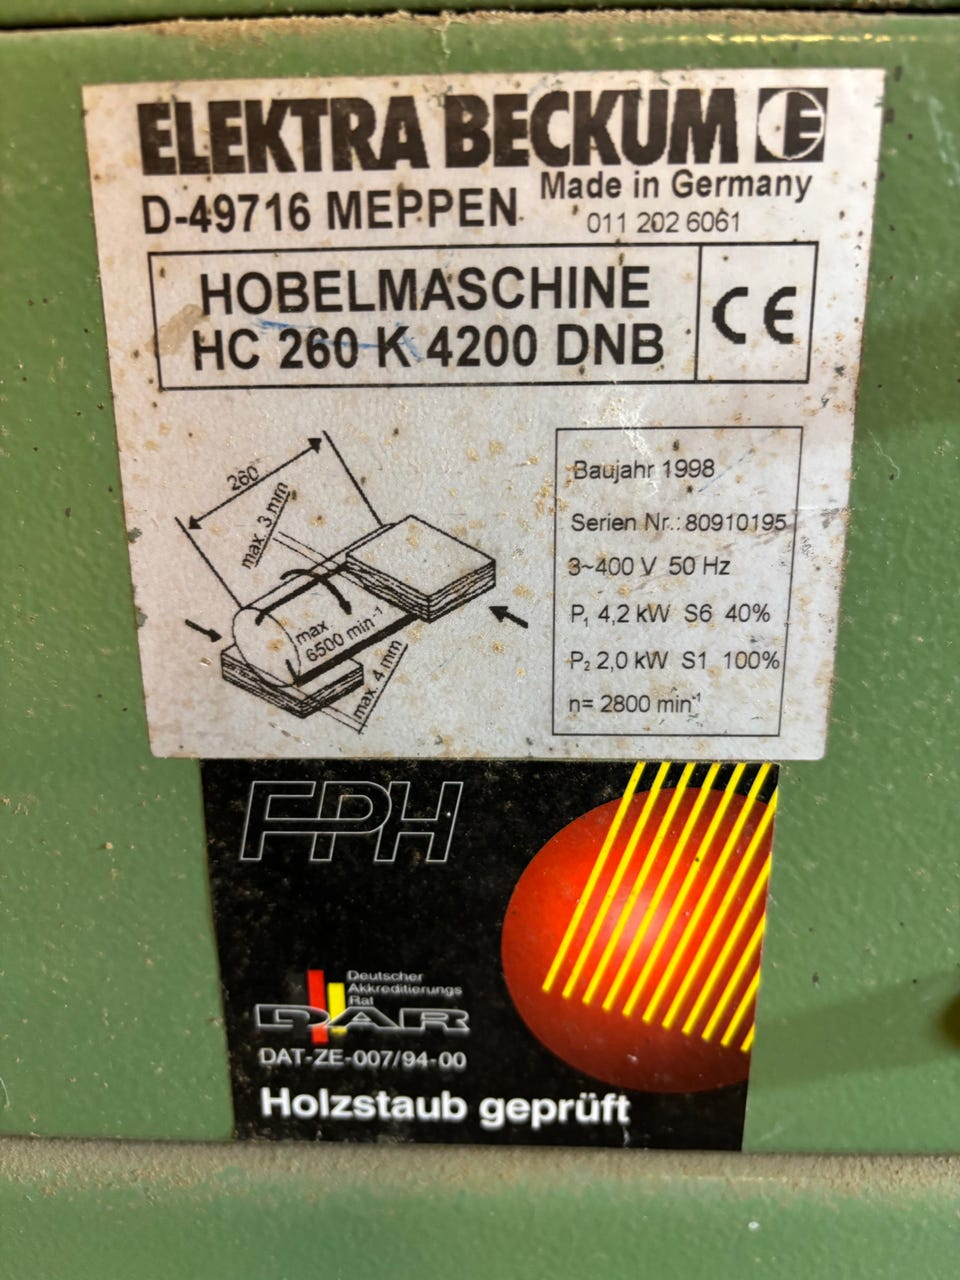 ELEKTRA BECKUM E
Made in Germany
D-49716 MEPPEN
011 202 6061
HOBELMASCHINE
HC 260 K 4200 DNB
CE
260
max. 3 mm
max
6500 min⁻¹
max. 4 mm
Baujahr 1998
Serien Nr.: 80910195
3~400 V 50 Hz
P₁ 4,2 kW S6 40%
P₂ 2,0 kW S1 100%
n= 2800 min⁻¹
FPH
Deutscher
Akkreditierungs
Rat
DAR
DAT-ZE-007/94-00
Holzstaub geprüft